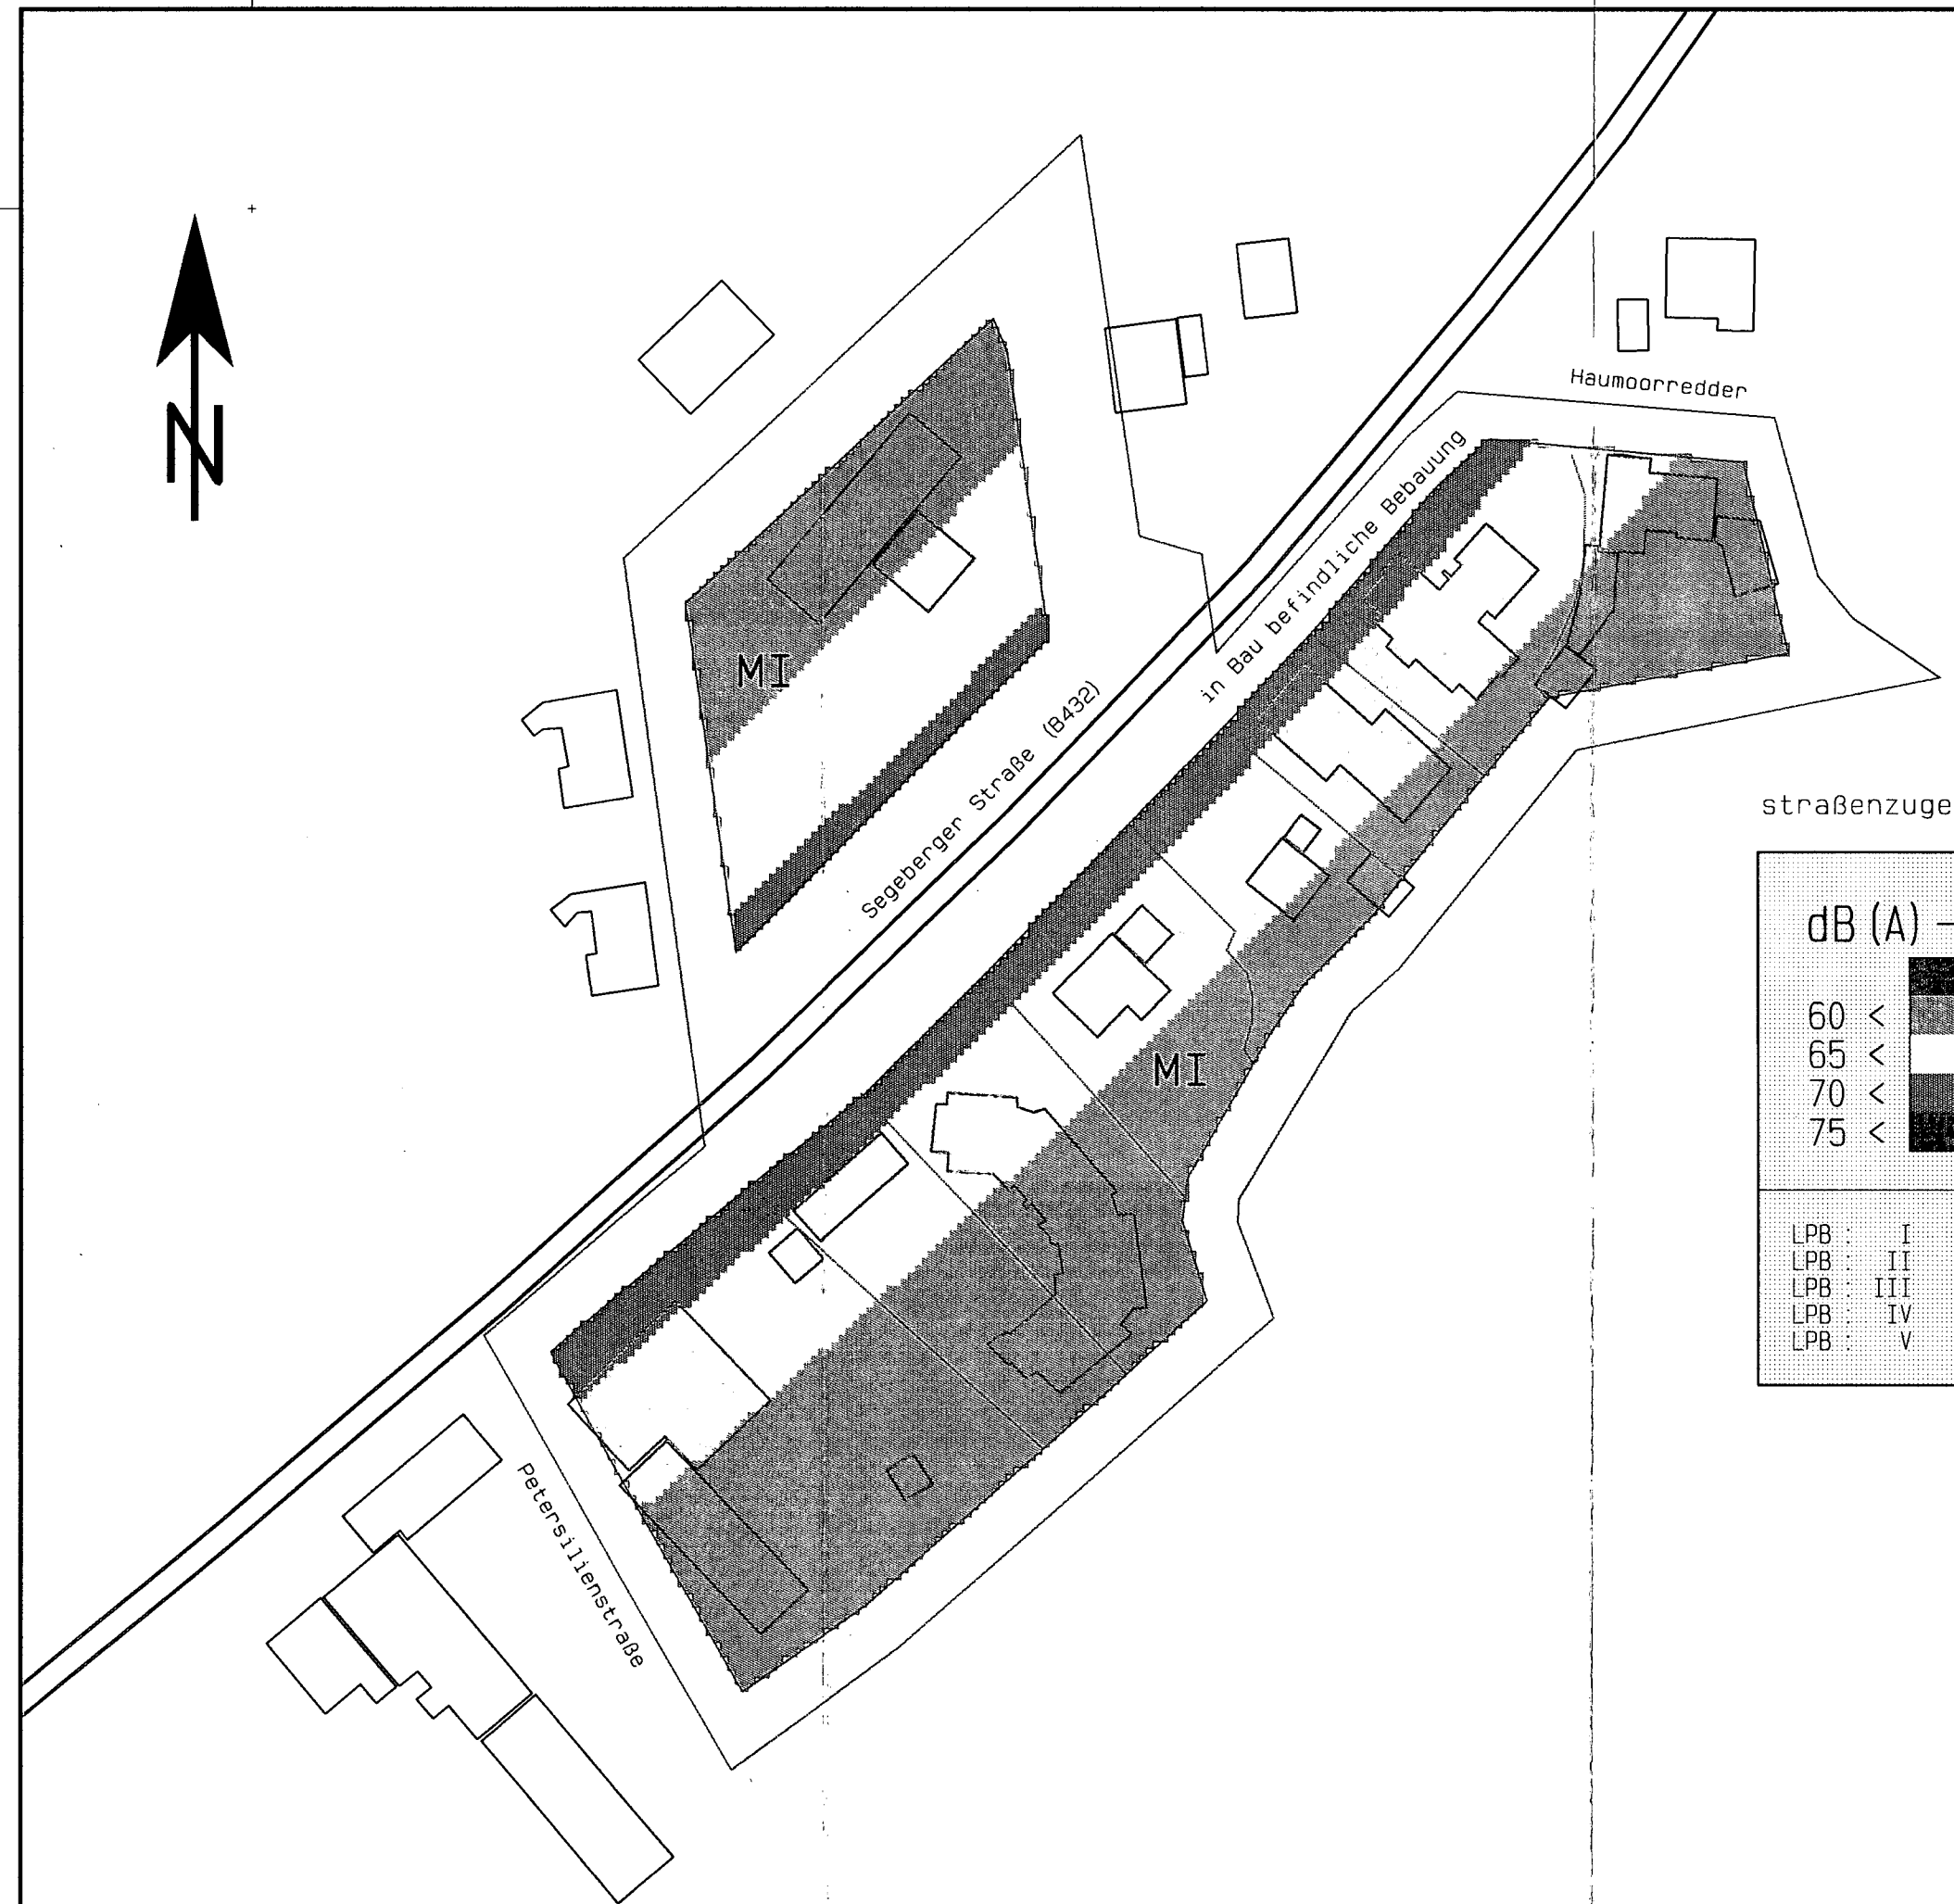 N
Haumoorredder
in Bau befindliche Bebauung
MI
Segeberger Straße (B432)
straßenzuge
dB (A) -
60 <
65 <
70 <
75 <
MI
LPB : I
LPB : II
LPB : III
LPB : IV
LPB : V
Petersilienstraße